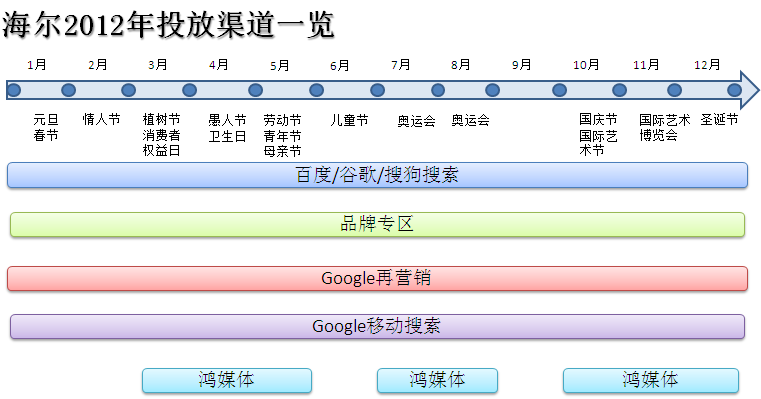 海尔2012年投放渠道一览
1月 2月 3月 4月 5月 6月 7月 8月 9月 10月 11月 12月
元旦 情人节 植树节 愚人节 劳动节 儿童节 奥运会 奥运会 国庆节 国际艺术 圣诞节
春节 消费者 卫生日 青年节 国际艺 博览会
权益日 母亲节 术节
百度/谷歌/搜狗搜索
品牌专区
Google再营销
Google移动搜索
鸿媒体 鸿媒体 鸿媒体